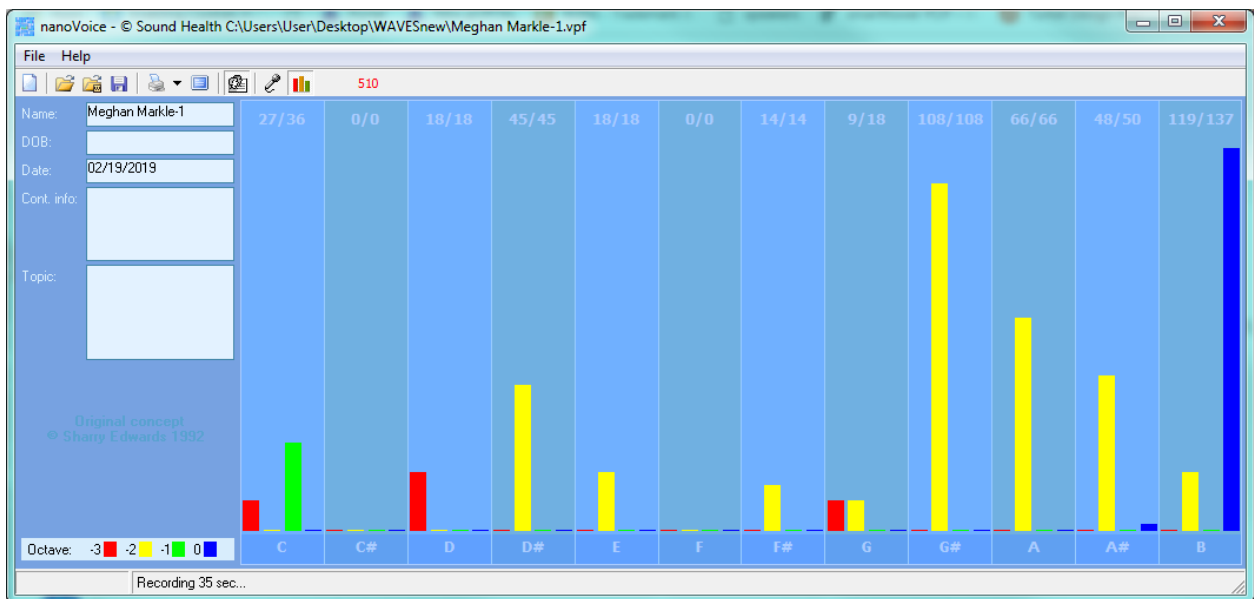 nanoVoice - © Sound Health C:\Users\User\Desktop\WAVESnew\Meghan Markle-1.vpf
File Help
510
Name: Meghan Markle-1
DOB:
Date: 02/19/2019
Cont. info:
Topic:
Original concept
© Sharry Edwards 1992
Octave: -3 -2 -1 0
27/36 0/0 18/18 45/45 18/18 0/0 14/14 9/18 108/108 66/66 48/50 119/137
C C# D D# E F F# G G# A A# B
Recording 35 sec...